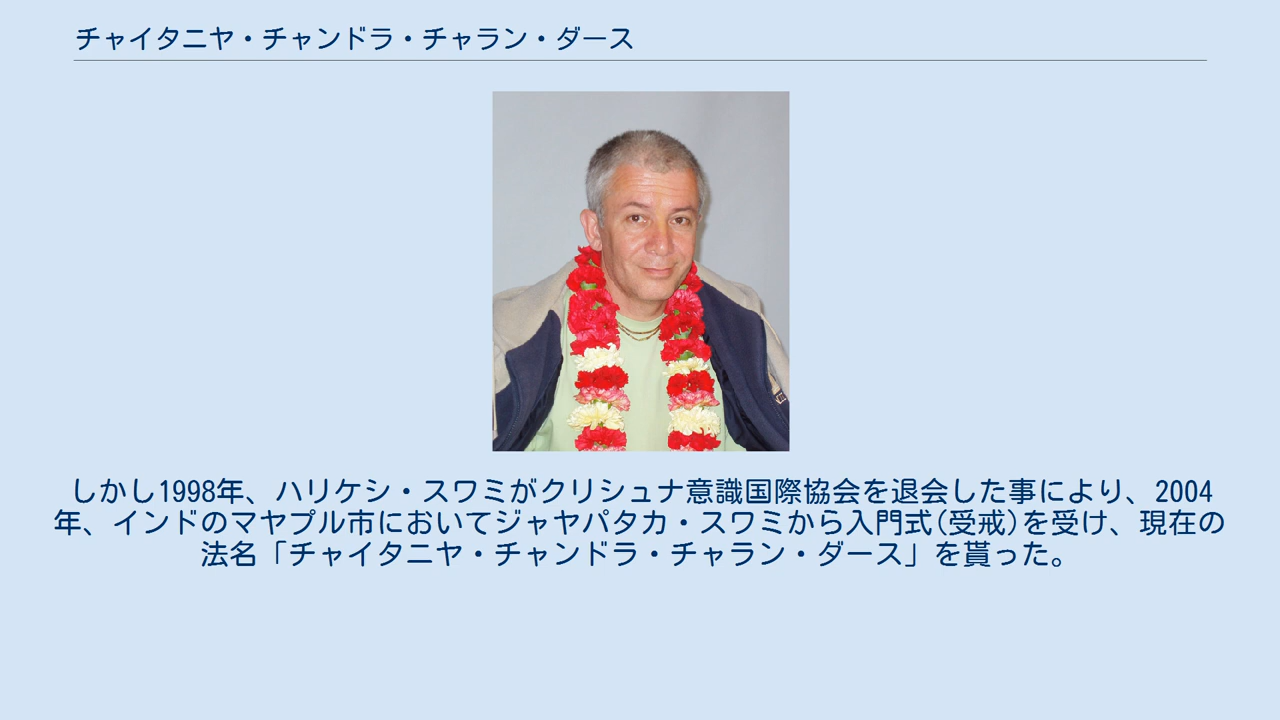 チャイタニヤ・チャンドラ・チャラン・ダース
しかし1998年、ハリケシ・スワミがクリシュナ意識国際協会を退会した事により、2004
年、インドのマヤプル市においてジャヤパタカ・スワミから入門式(受戒)を受け、現在の
法名「チャイタニヤ・チャンドラ・チャラン・ダース」を貰った。